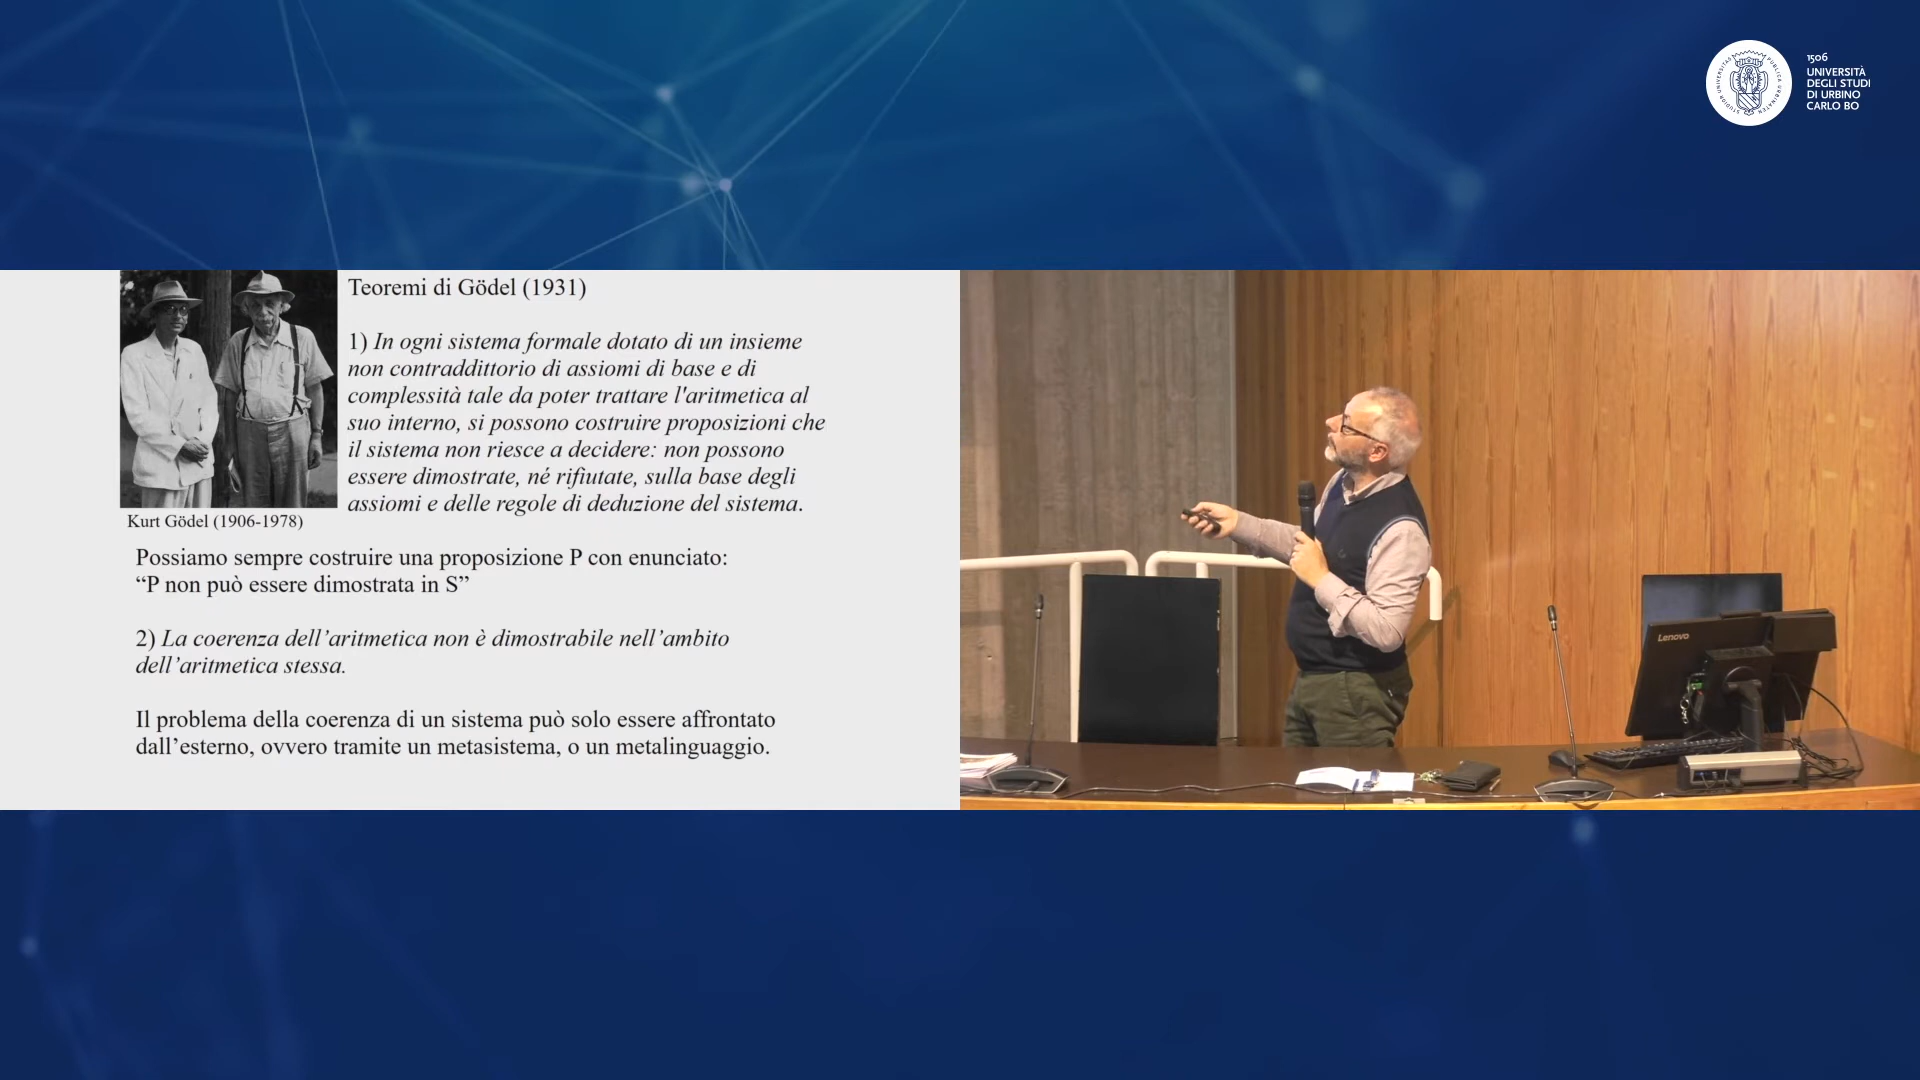 1506
UNIVERSITÀ
DEGLI STUDI
DI URBINO
CARLO BO
Teoremi di Gödel (1931)
1) In ogni sistema formale dotato di un insieme
non contraddittorio di assiomi di base e di
complessità tale da poter trattare l'aritmetica al
suo interno, si possono costruire proposizioni che
il sistema non riesce a decidere: non possono
essere dimostrate, né rifiutate, sulla base degli
assiomi e delle regole di deduzione del sistema.
Kurt Gödel (1906-1978)
Possiamo sempre costruire una proposizione P con enunciato:
“P non può essere dimostrata in S”
2) La coerenza dell’aritmetica non è dimostrabile nell’ambito
dell’aritmetica stessa.
Il problema della coerenza di un sistema può solo essere affrontato
dall’esterno, ovvero tramite un metasistema, o un metalinguaggio.
Lenovo